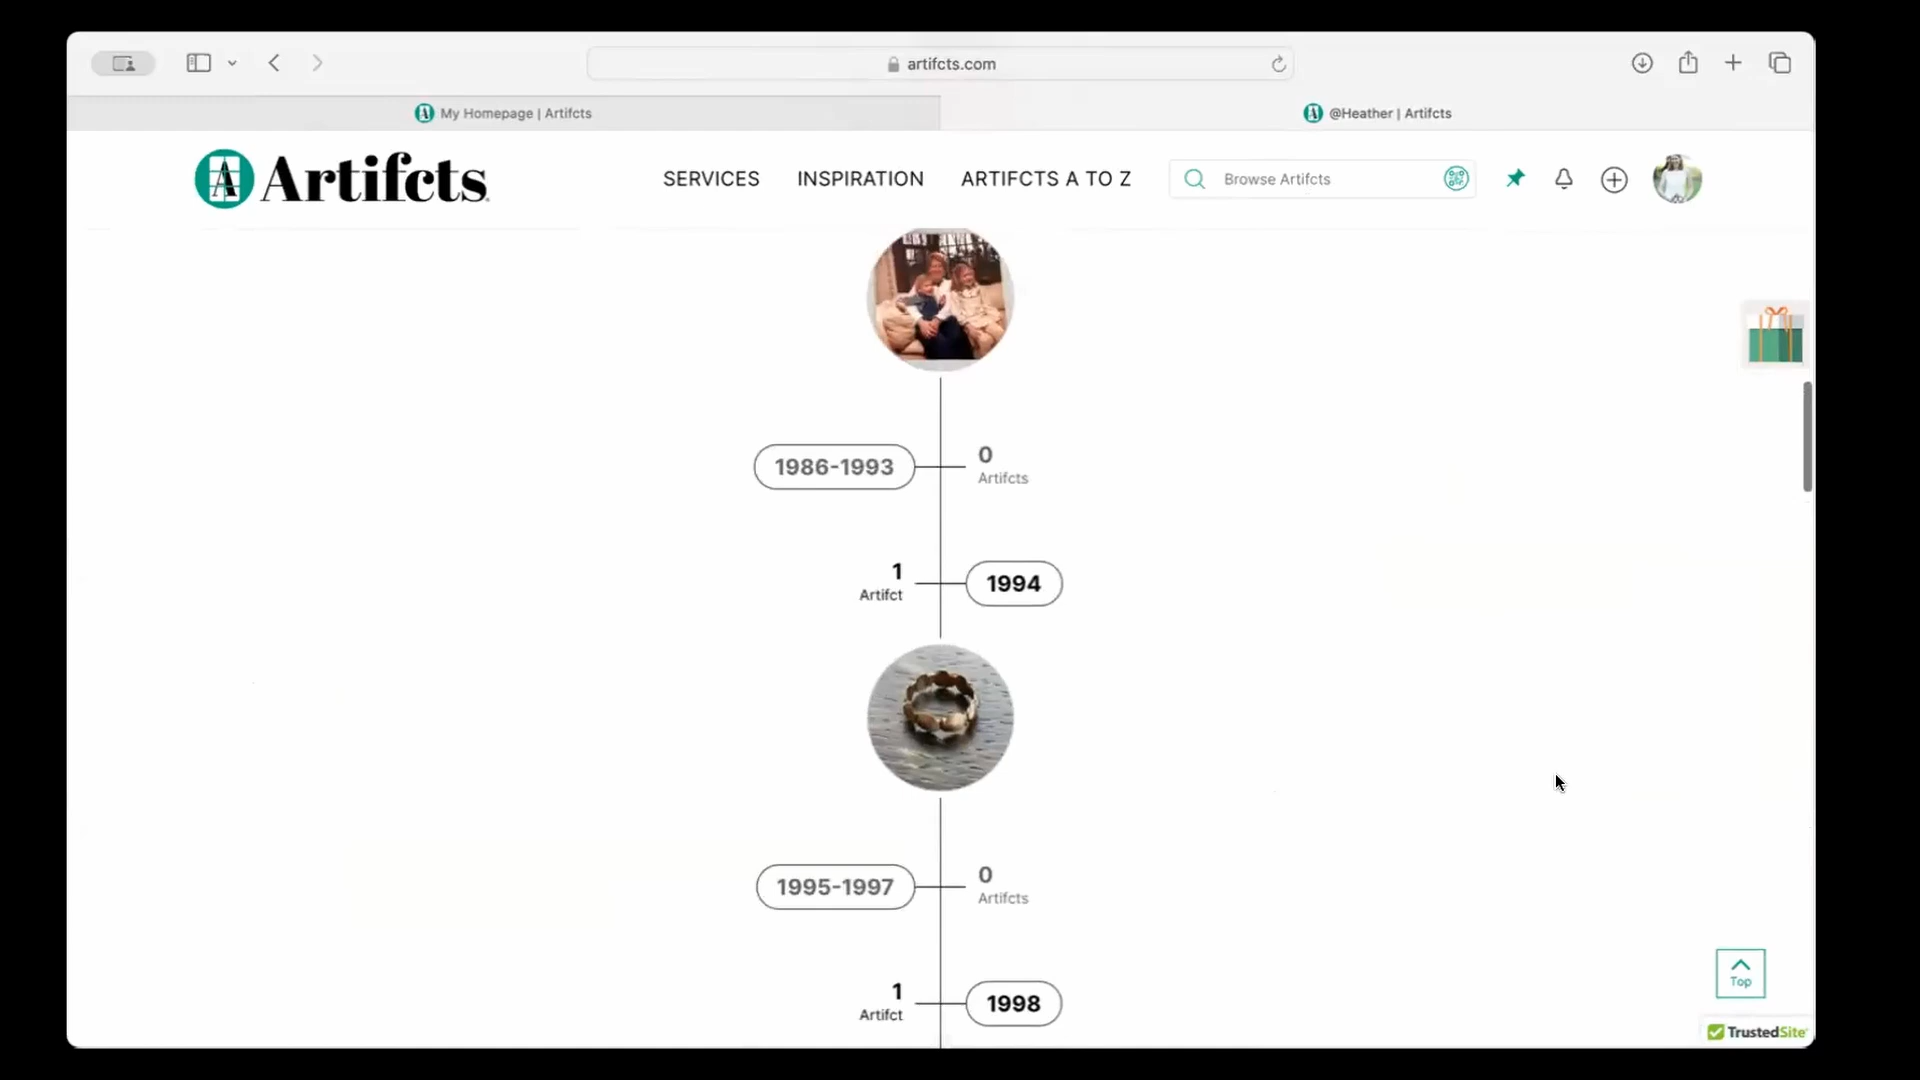 artifcts.com
My Homepage | Artifcts
@Heather | Artifcts
A Artifcts
SERVICES
INSPIRATION
ARTIFCTS A TO Z
Browse Artifcts
1986-1993
0
Artifcts
1
Artifct
1994
1995-1997
0
Artifcts
1
Artifct
1998
Top
TrustedSite